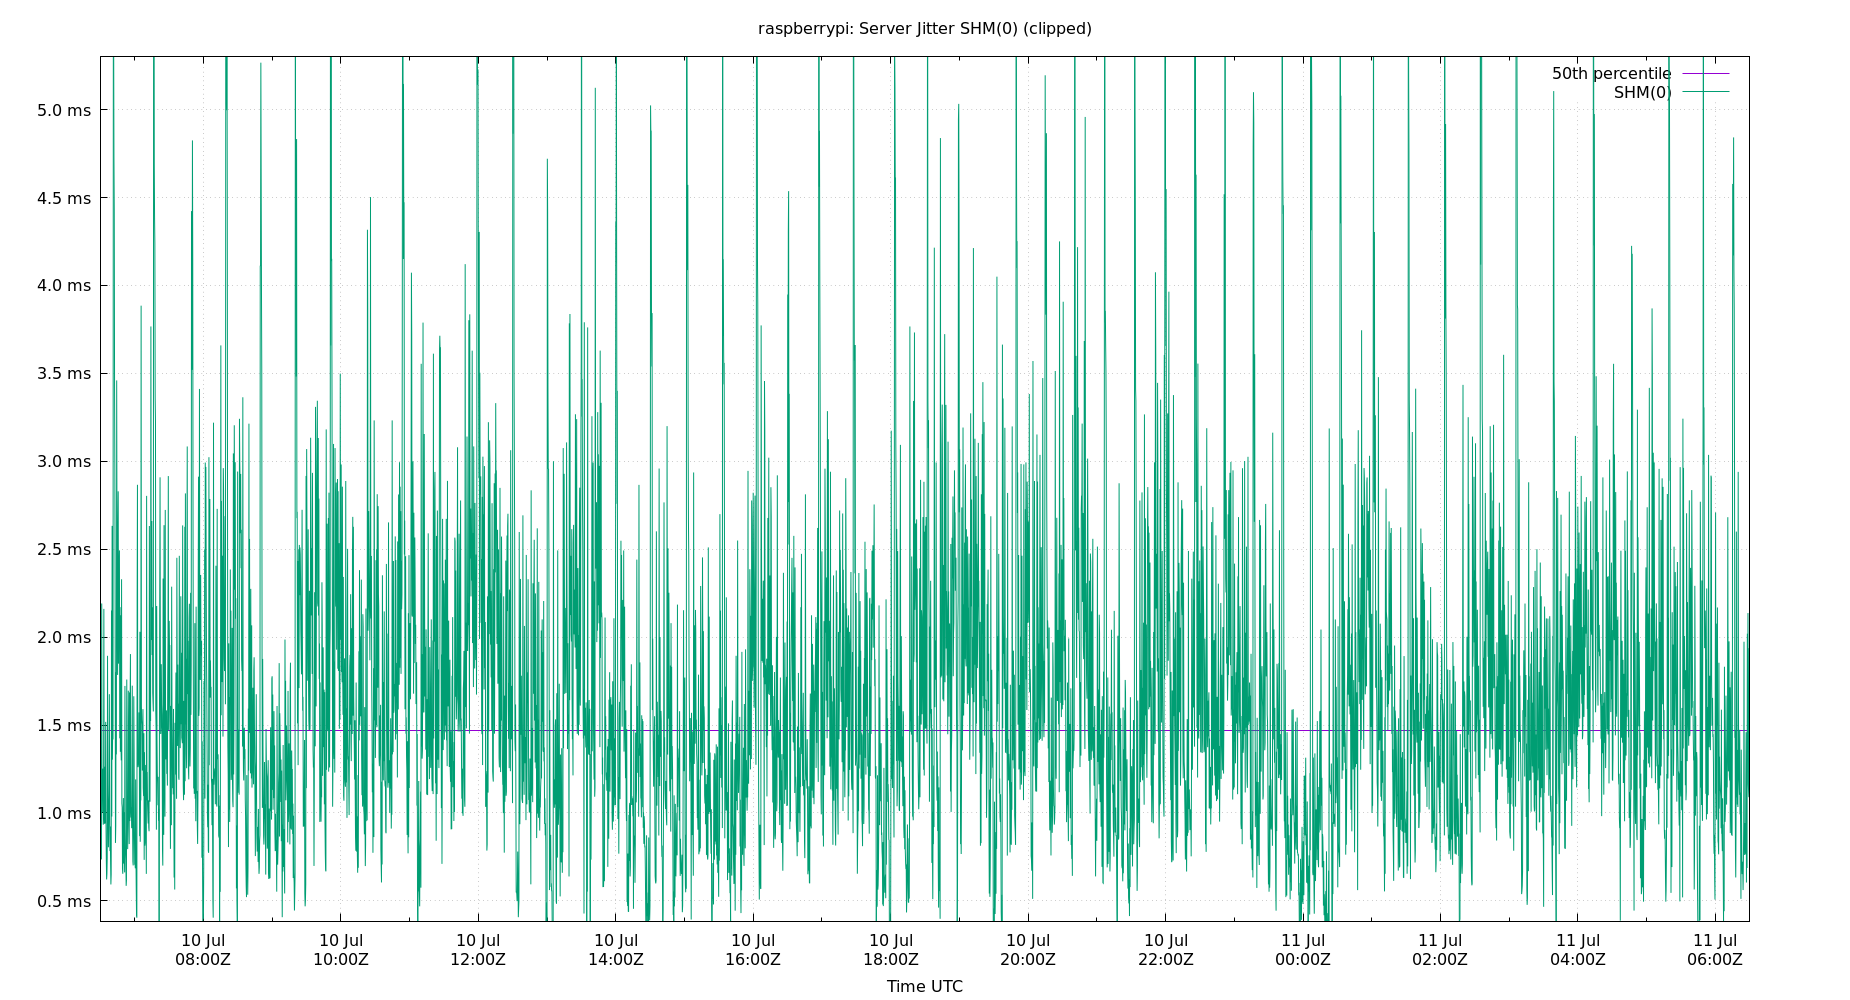 raspberrypi: Server Jitter SHM(0) (clipped)
50th percentile
SHM(0)
5.0 ms
4.5 ms
4.0 ms
3.5 ms
3.0 ms
2.5 ms
2.0 ms
1.5 ms
1.0 ms
0.5 ms
10 Jul 10 Jul 10 Jul 10 Jul 10 Jul 10 Jul 10 Jul 10 Jul 11 Jul 11 Jul 11 Jul 11 Jul
08:00Z 10:00Z 12:00Z 14:00Z 16:00Z 18:00Z 20:00Z 22:00Z 00:00Z 02:00Z 04:00Z 06:00Z
Time UTC